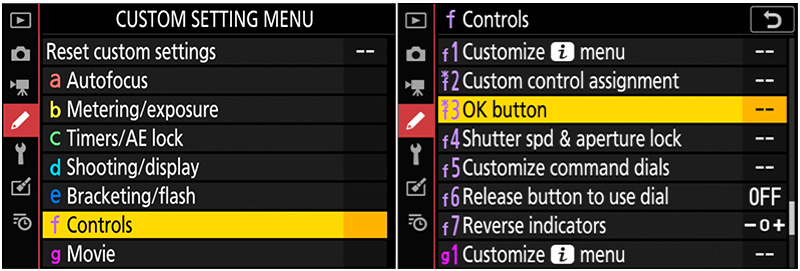 CUSTOM SETTING MENU
Reset custom settings --
a Autofocus
b Metering/exposure
c Timers/AE lock
d Shooting/display
e Bracketing/flash
f Controls
g Movie
f Controls
f1 Customize i menu --
*f2 Custom control assignment --
*f3 OK button --
f4 Shutter spd & aperture lock --
f5 Customize command dials --
f6 Release button to use dial OFF
f7 Reverse indicators -0+
g1 Customize i menu --